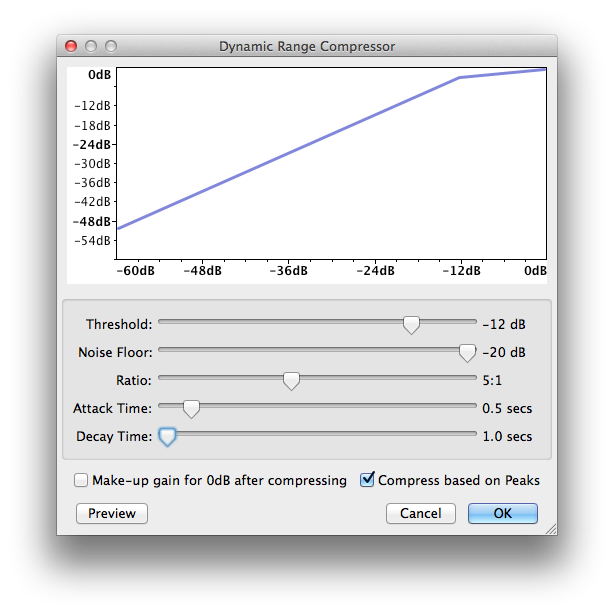 Dynamic Range Compressor
0dB
-12dB
-18dB
-24dB
-30dB
-36dB
-42dB
-48dB
-54dB
-60dB -48dB -36dB -24dB -12dB 0dB
Threshold: -12 dB
Noise Floor: -20 dB
Ratio: 5:1
Attack Time: 0.5 secs
Decay Time: 1.0 secs
Make-up gain for 0dB after compressing Compress based on Peaks
Preview Cancel OK